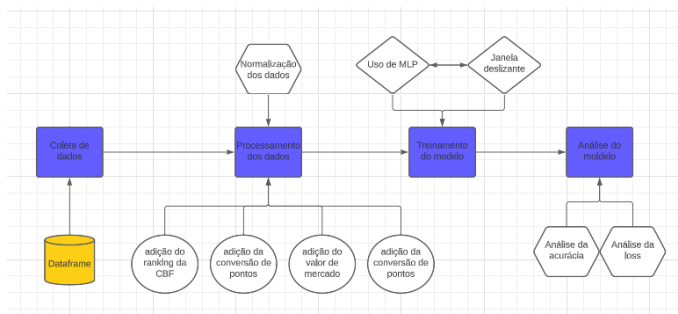 Normalização
dos dados
Uso de MLP
Janela
deslizante
Coleta de
dados
Processamento
dos dados
Treinamento
do modelo
Análise do
moldelo
Dataframe
adição do
ranking da
CBF
adição da
conversão de
pontos
adição do
valor de
mercado
adição da
conversão de
pontos
Análise da
acurácia
Análise da
loss